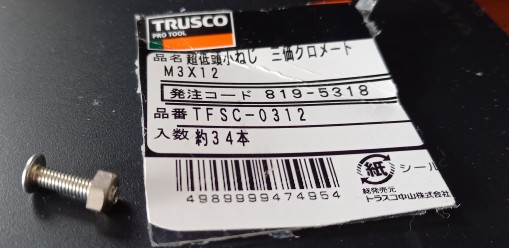 TRUSCO
PRO TOOL
品名 超低頭小ねじ 三価クロメート
M3X12
発注コード 819-5318
品番 TFSC-0312
入数 約34本
4989999474954
紙 シール
総発売元
トラスコ中山株式会社